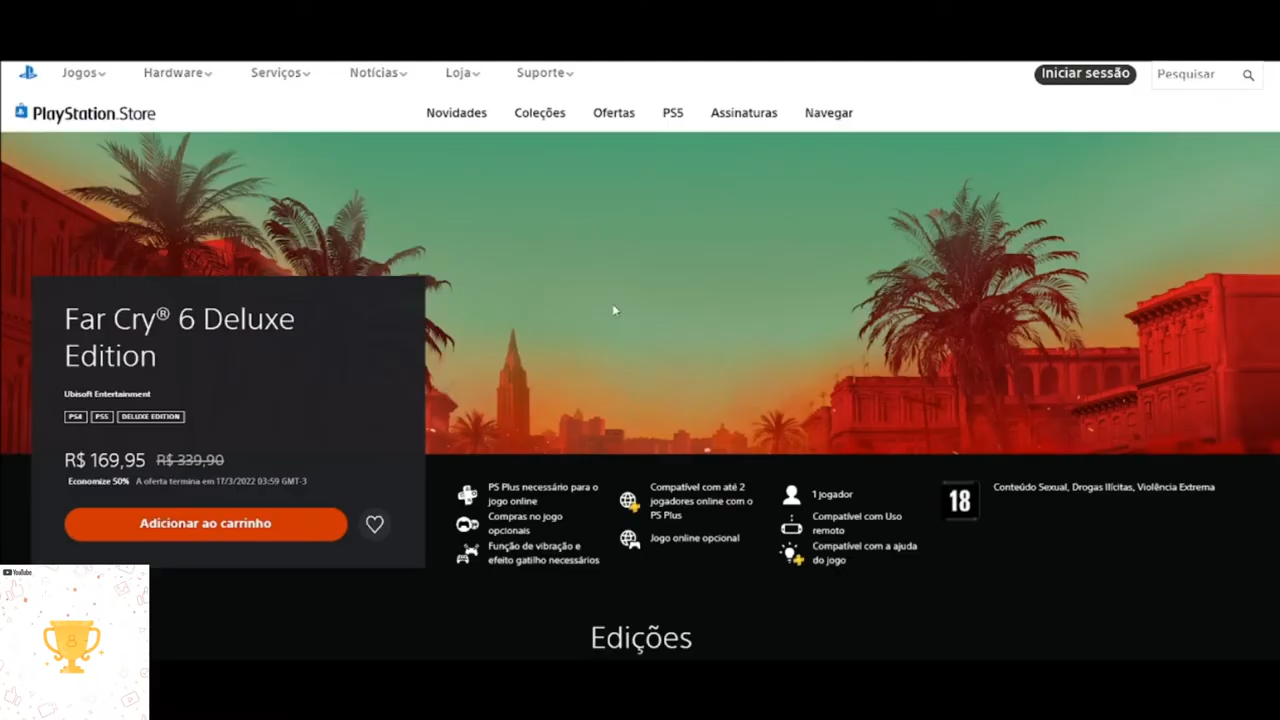 Jogos
Hardware
Serviços
Notícias
Loja
Suporte
Iniciar sessão
Pesquisar
PlayStation Store
Novidades
Coleções
Ofertas
PS5
Assinaturas
Navegar
Far Cry® 6 Deluxe
Edition
Ubisoft Entertainment
PS4
PS5
DELUXE EDITION
R$ 169,95 R$ 339,90
Economize 50% A oferta termina em 17/3/2022 03:59 GMT-3
Adicionar ao carrinho
PS Plus necessário para o
jogo online
Compras no jogo
opcionais
Função de vibração e
efeito gatilho necessários
Compatível com até 2
jogadores online com o
PS Plus
Jogo online opcional
1 jogador
Compatível com Uso
remoto
Compatível com a ajuda
do jogo
18
Conteúdo Sexual, Drogas Ilícitas, Violência Extrema
YouTube
Edições